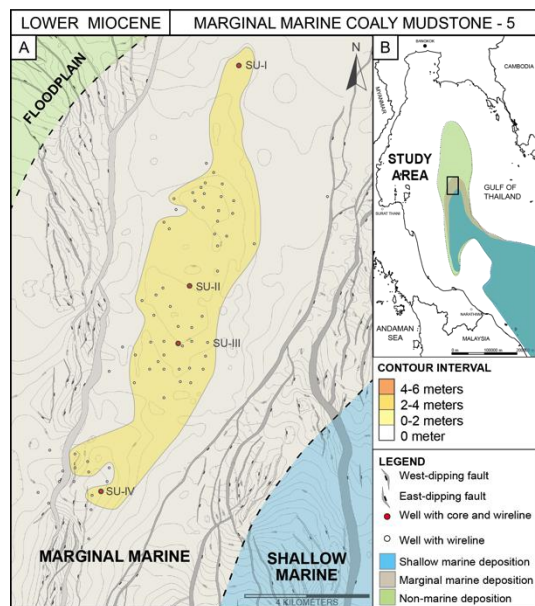 LOWER MIOCENE
MARGINAL MARINE COALY MUDSTONE - 5
A
FLOODPLAIN
N
SU-I
SU-II
SU-III
SU-IV
MARGINAL MARINE
SHALLOW
MARINE
4 KILOMETERS
B
BANGKOK
MYANMAR
CAMBODIA
STUDY
AREA
GULF OF
THAILAND
SURAT THANI
NARATHIWAT
ANDAMAN
SEA
MALAYSIA
CONTOUR INTERVAL
4-6 meters
2-4 meters
0-2 meters
0 meter
LEGEND
West-dipping fault
East-dipping fault
Well with core and wireline
Well with wireline
Shallow marine deposition
Marginal marine deposition
Non-marine deposition